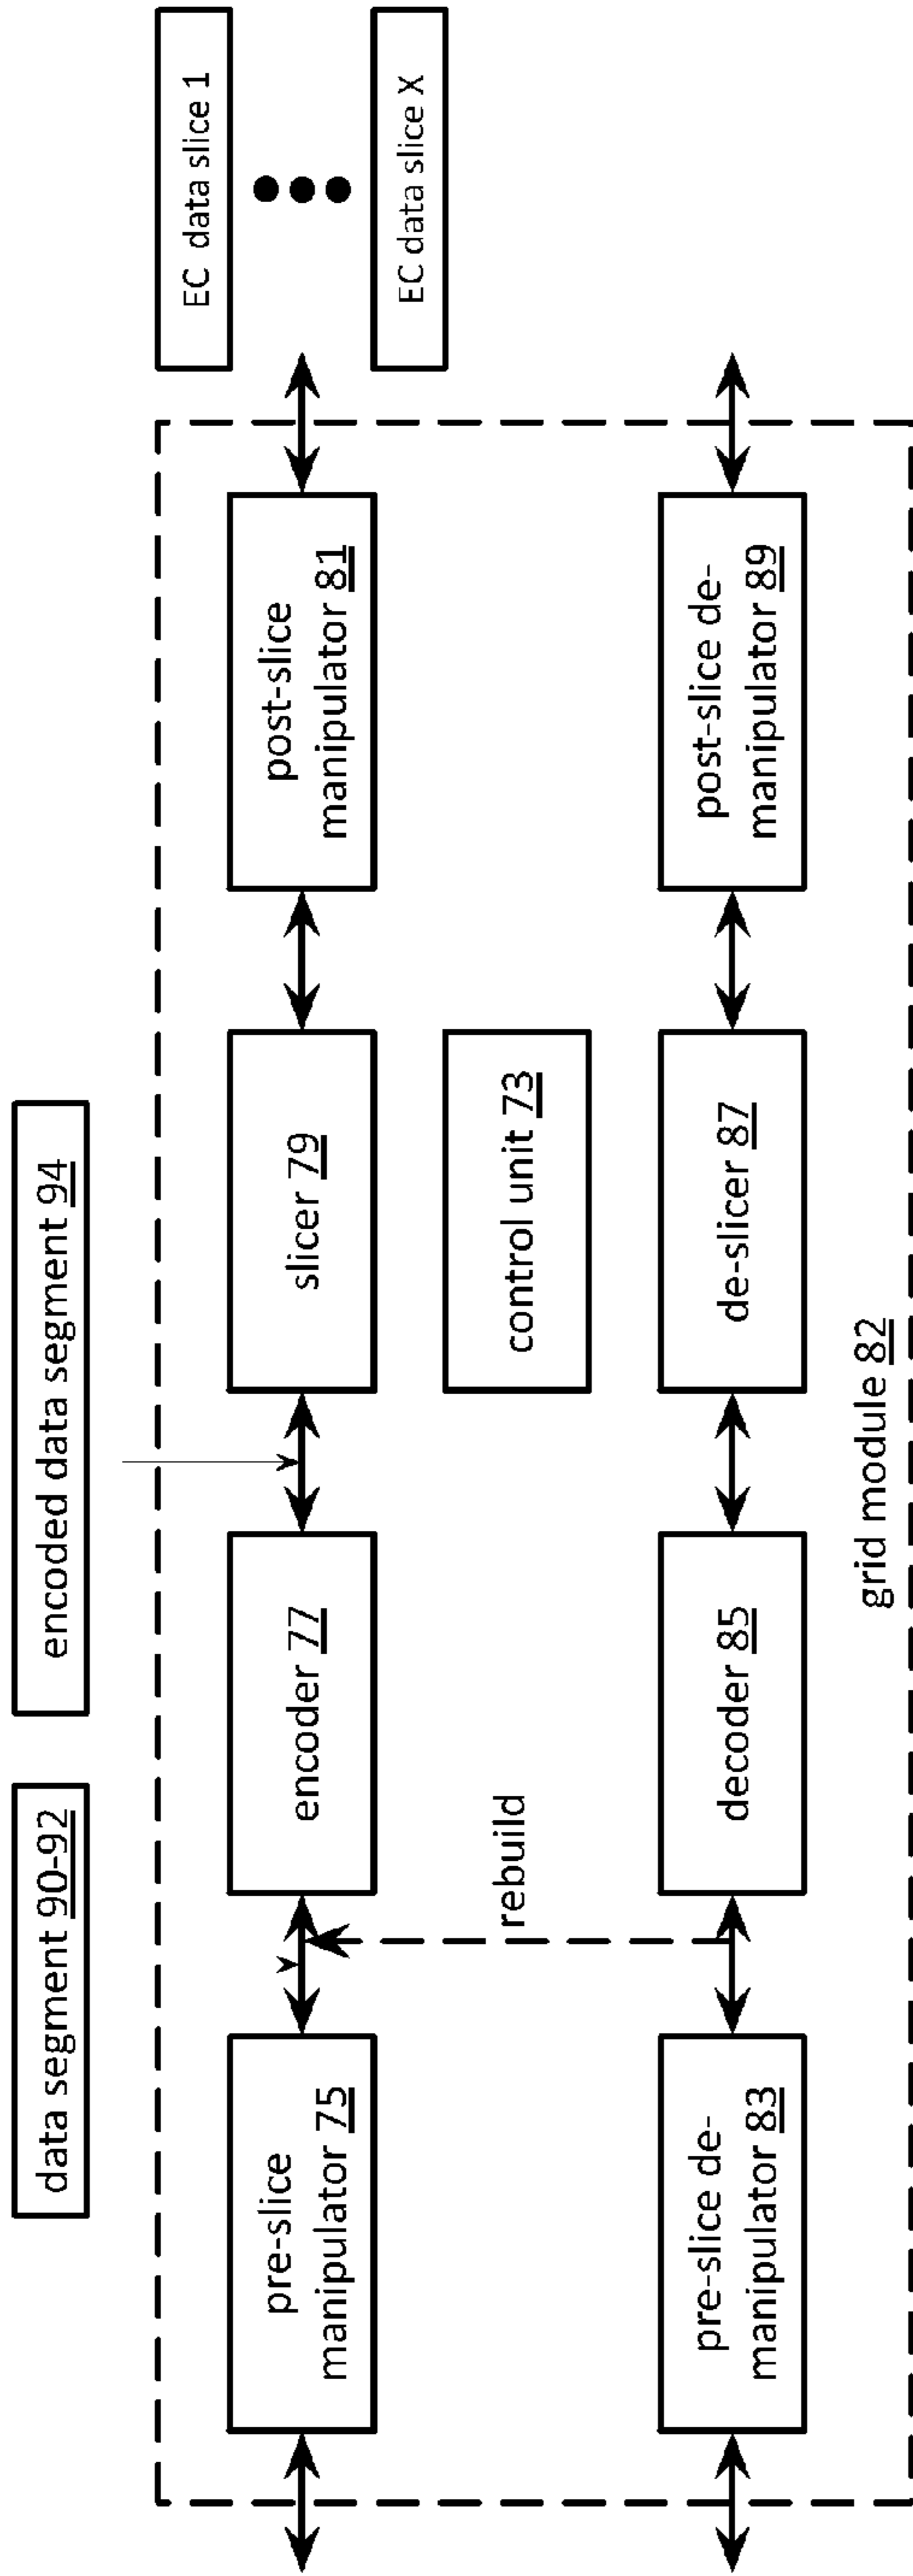 data segment 90-92
encoded data segment 94
pre-slice
manipulator 75
encoder 77
slicer 79
post-slice
manipulator 81
EC data slice 1
EC data slice X
rebuild
control unit 73
pre-slice de-
manipulator 83
decoder 85
de-slicer 87
post-slice de-
manipulator 89
grid module 82